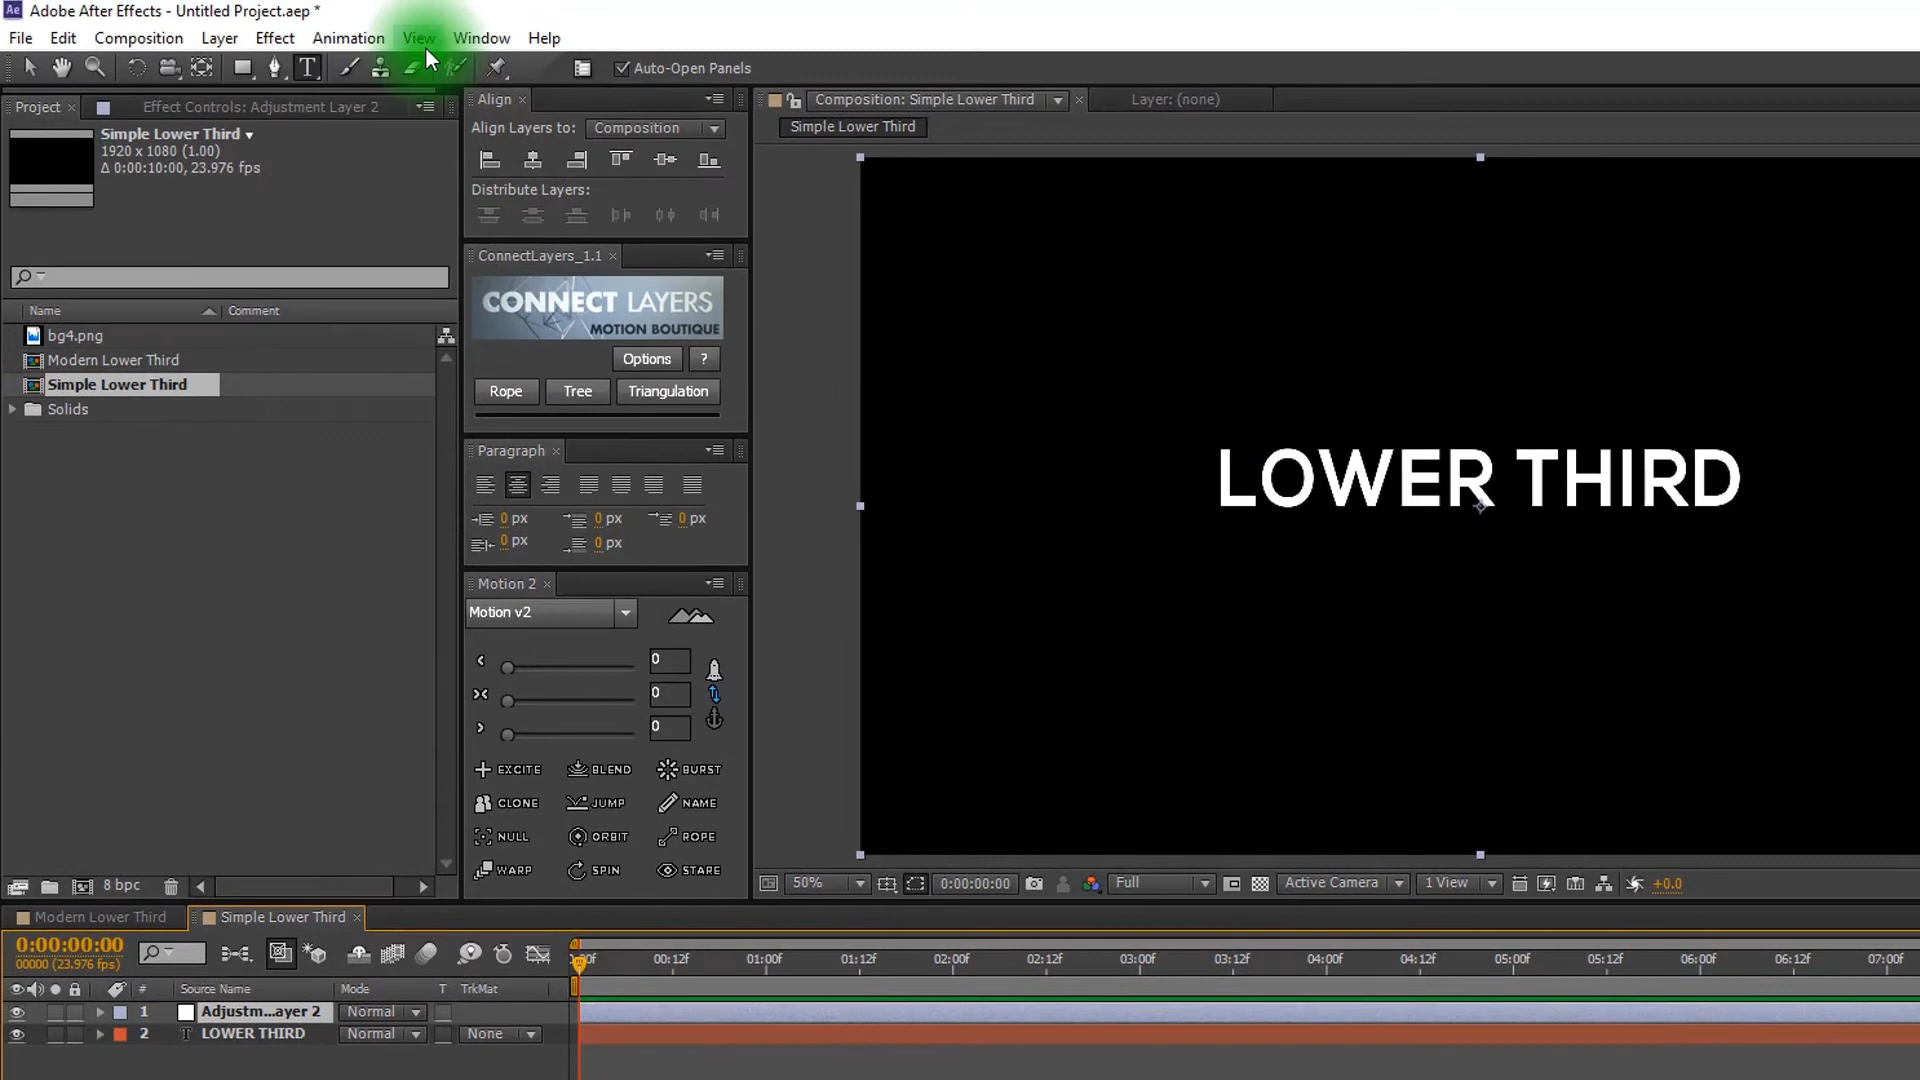 Ae Adobe After Effects - Untitled Project.aep *
File Edit Composition Layer Effect Animation View Window Help
T Auto-Open Panels
Project × Effect Controls: Adjustment Layer 2
Simple Lower Third
1920 x 1080 (1.00)
Δ 0:00:10:00, 23.976 fps
Name Comment
bg4.png
Modern Lower Third
Simple Lower Third
Solids
8 bpc
Align ×
Align Layers to: Composition
Distribute Layers:
ConnectLayers_1.1 ×
CONNECT LAYERS
MOTION BOUTIQUE
Options ?
Rope Tree Triangulation
Paragraph ×
0 px 0 px 0 px
0 px 0 px
Motion 2 ×
Motion v2
0
0
0
EXCITE BLEND BURST
CLONE JUMP NAME
NULL ORBIT ROPE
WARP SPIN STARE
Composition: Simple Lower Third × Layer: (none)
Simple Lower Third
LOWER THIRD
50% 0:00:00:00 Full Active Camera 1 View +0.0
Modern Lower Third Simple Lower Third ×
0:00:00:00
00000 (23.976 fps)
00:12f 01:00f 01:12f 02:00f 02:12f 03:00f 03:12f 04:00f 04:12f 05:00f 05:12f 06:00f 06:12f 07:00f
# Source Name Mode T TrkMat
1 Adjustm...ayer 2 Normal
2 T LOWER THIRD Normal None